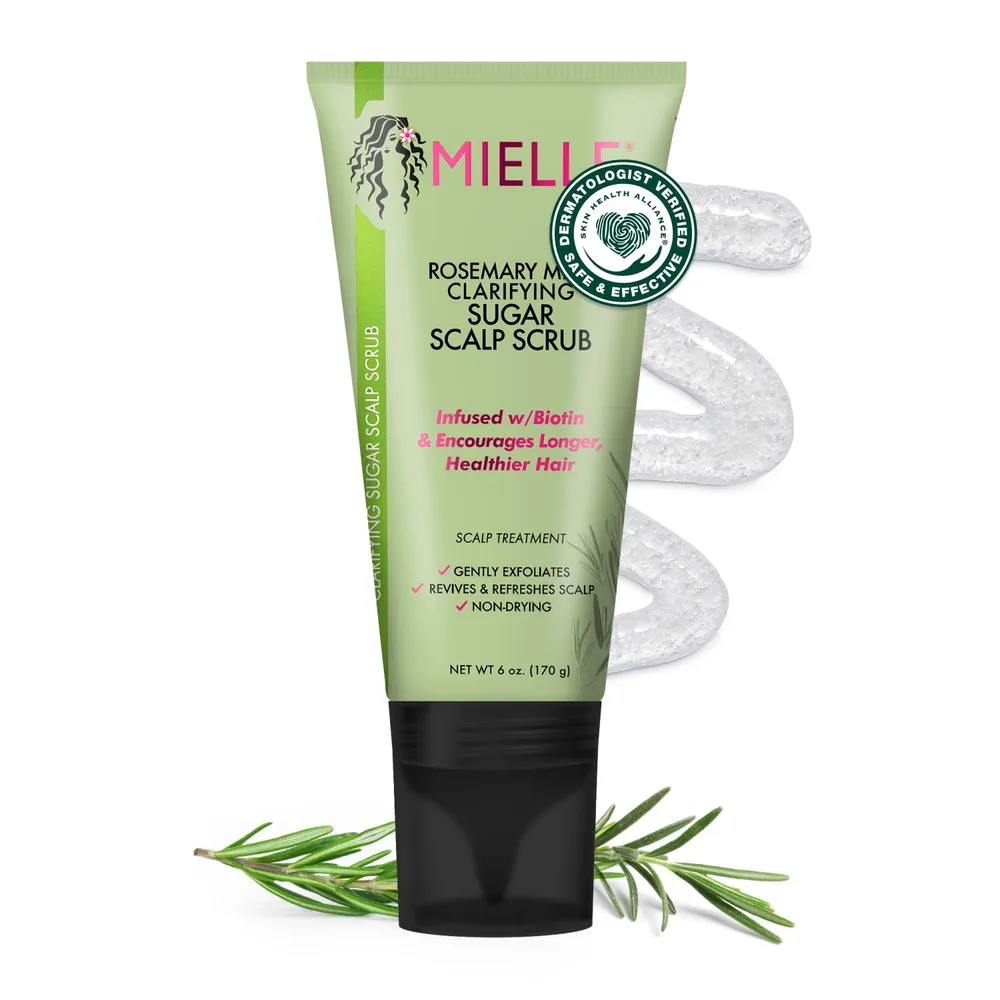 MIELLE®
DERMATOLOGIST VERIFIED
SKIN HEALTH ALLIANCE®
SAFE & EFFECTIVE
ROSEMARY
CLARIFYING
SUGAR
SCALP SCRUB
Infused w/Biotin
& Encourages Longer,
Healthier Hair
SCALP TREATMENT
✓ GENTLY EXFOLIATES
✓ REVIVES & REFRESHES SCALP
✓ NON-DRYING
NET WT 6 oz. (170 g)
CLARIFYING SUGAR SCALP SCRUB